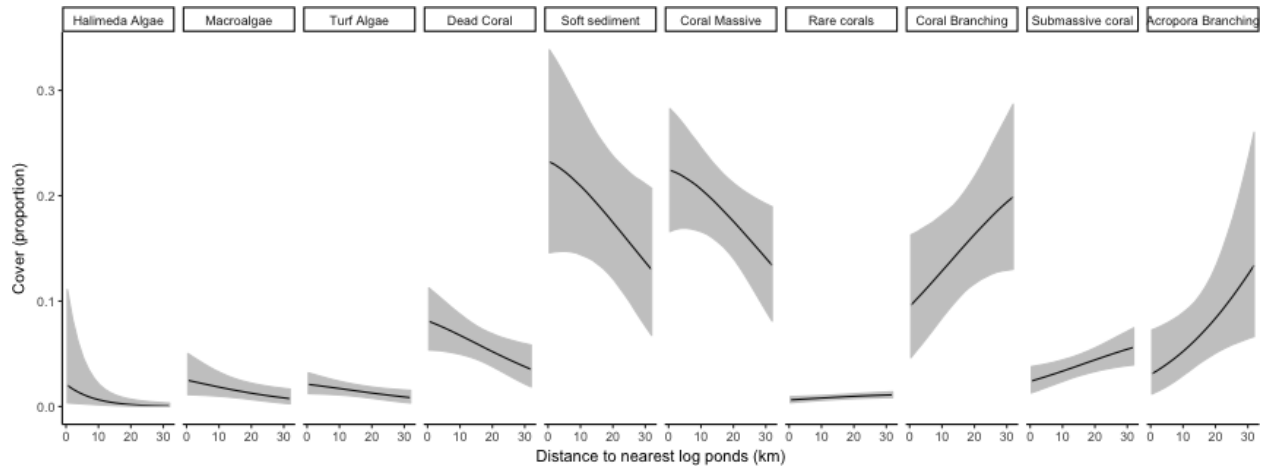 Halimeda Algae Macroalgae Turf Algae Dead Coral Soft sediment Coral Massive Rare corals Coral Branching Submassive coral Acropora Branching
0.3
0.2
0.1
0.0
Cover (proportion)
0 10 20 30 0 10 20 30 0 10 20 30 0 10 20 30 0 10 20 30 0 10 20 30 0 10 20 30 0 10 20 30 0 10 20 30 0 10 20 30
Distance to nearest log ponds (km)